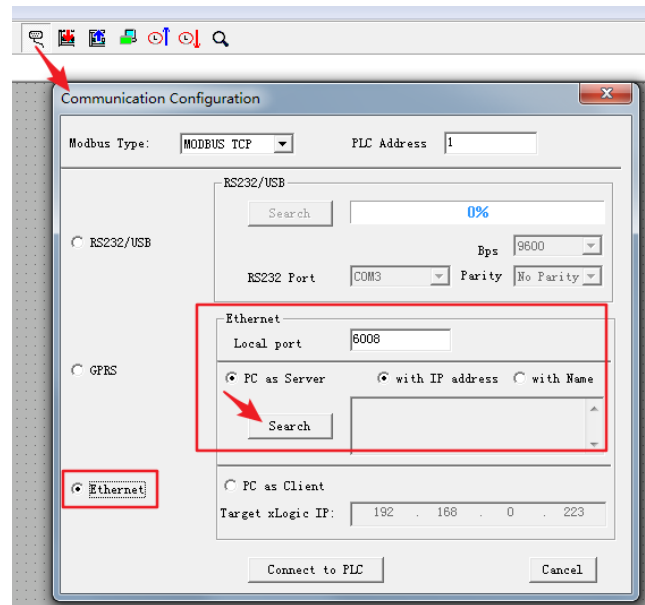 Communication Configuration
Modbus Type: MODBUS TCP PLC Address 1
RS232/USB
Search 0%
RS232/USB
Bps 9600
RS232 Port COM3 Parity No Parity
Ethernet
Local port 6008
GPRS
PC as Server with IP address with Name
Search
Ethernet
PC as Client
Target xLogic IP: 192 . 168 . 0 . 223
Connect to PLC Cancel